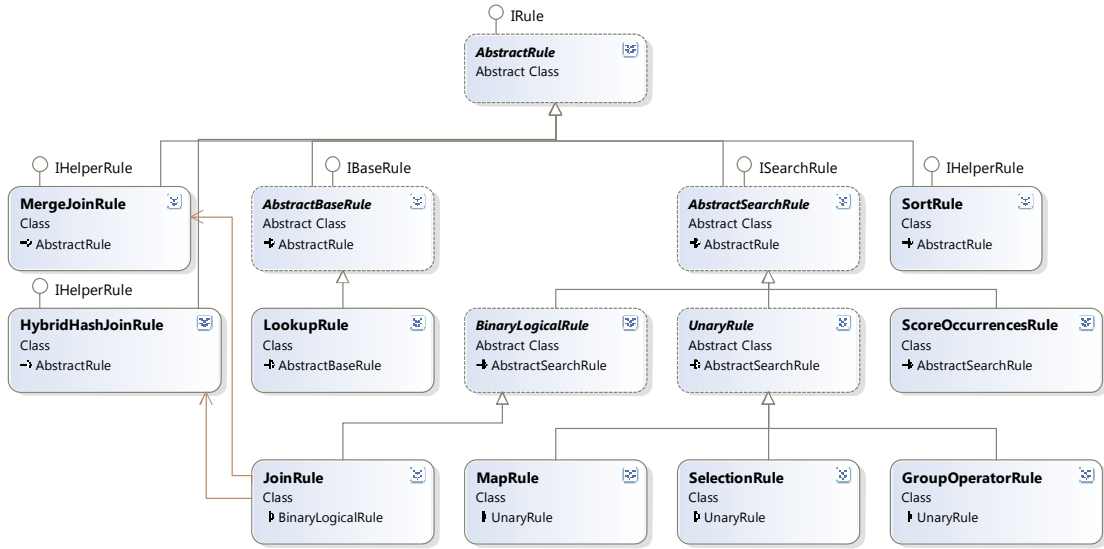 IRule
AbstractRule
Abstract Class
IHelperRule
IBaseRule
ISearchRule
IHelperRule
MergeJoinRule
Class
AbstractRule
AbstractBaseRule
Abstract Class
AbstractRule
AbstractSearchRule
Abstract Class
AbstractRule
SortRule
Class
AbstractRule
IHelperRule
HybridHashJoinRule
Class
AbstractRule
LookupRule
Class
AbstractBaseRule
BinaryLogicalRule
Abstract Class
AbstractSearchRule
UnaryRule
Abstract Class
AbstractSearchRule
ScoreOccurrencesRule
Class
AbstractSearchRule
JoinRule
Class
BinaryLogicalRule
MapRule
Class
UnaryRule
SelectionRule
Class
UnaryRule
GroupOperatorRule
Class
UnaryRule